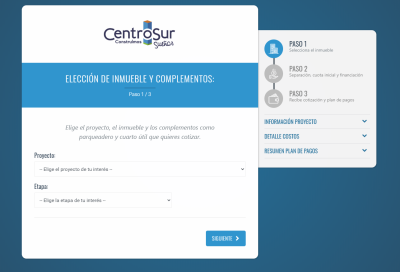 CentroSur
Construimos
Sueños
ELECCIÓN DE INMUEBLE Y COMPLEMENTOS:
Paso 1 / 3
Elige el proyecto, el inmueble y los complementos como
parqueadero y cuarto útil que quieres cotizar.
Proyecto:
-- Elige el proyecto de tu interés --
Etapa:
-- Elige la etapa de tu interés --
SIGUIENTE
PASO 1
Selecciona el inmueble
PASO 2
Separación, cuota inicial y financiación
PASO 3
Recibe cotización y plan de pagos
INFORMACIÓN PROYECTO
DETALLE COSTOS
RESUMEN PLAN DE PAGOS